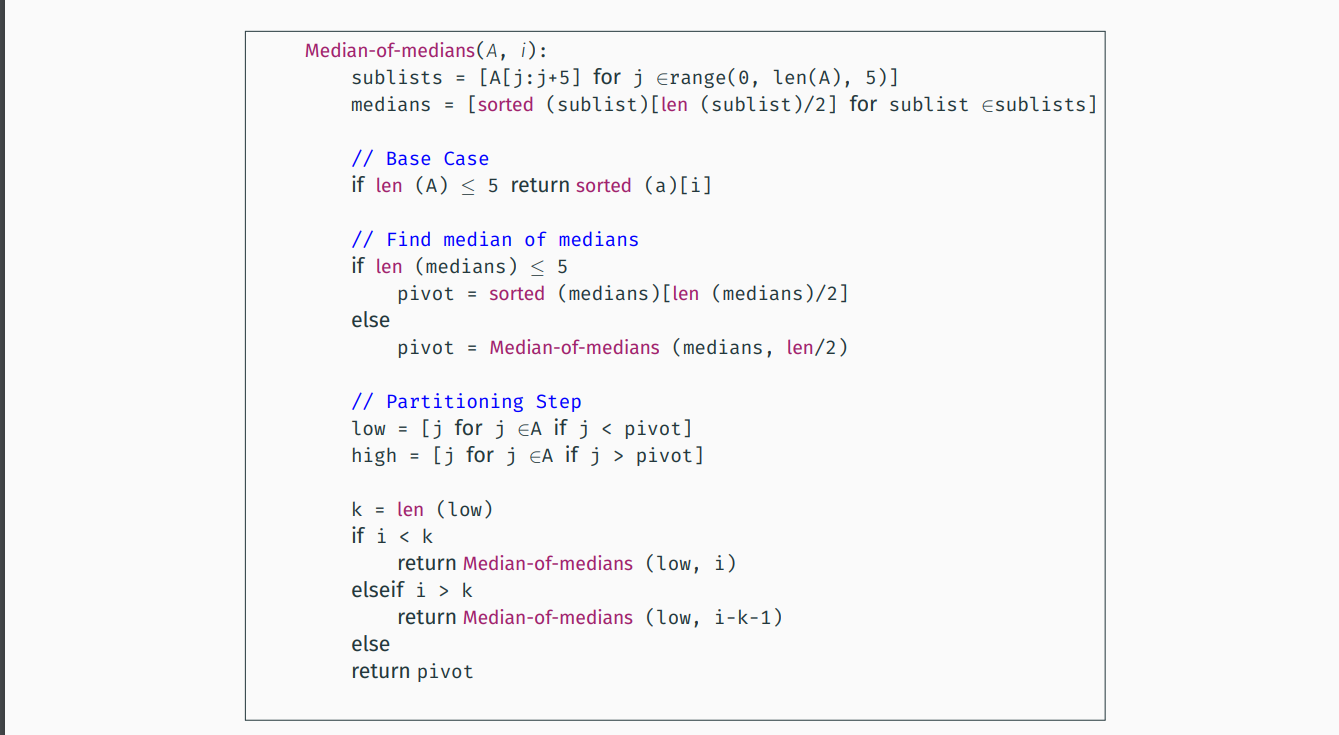 Median-of-medians(A, i):
sublists = [A[j:j+5] for j ∈range(0, len(A), 5)]
medians = [sorted (sublist)[len (sublist)/2] for sublist ∈sublists]
// Base Case
if len (A) ≤ 5 return sorted (a)[i]
// Find median of medians
if len (medians) ≤ 5
pivot = sorted (medians)[len (medians)/2]
else
pivot = Median-of-medians (medians, len/2)
// Partitioning Step
low = [j for j ∈A if j < pivot]
high = [j for j ∈A if j > pivot]
k = len (low)
if i < k
return Median-of-medians (low, i)
elseif i > k
return Median-of-medians (low, i-k-1)
else
return pivot